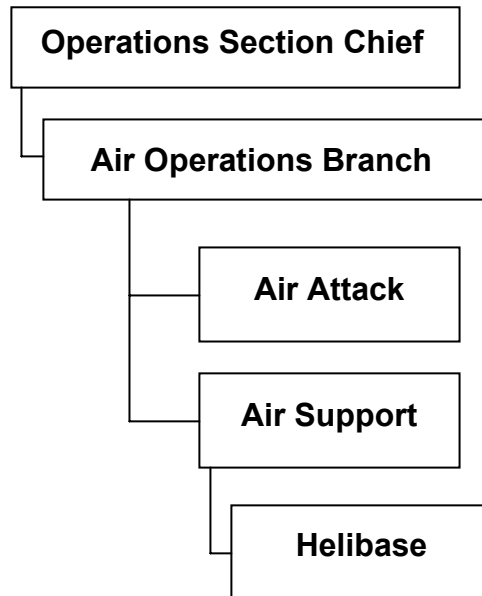 Operations Section Chief
Air Operations Branch
Air Attack
Air Support
Helibase